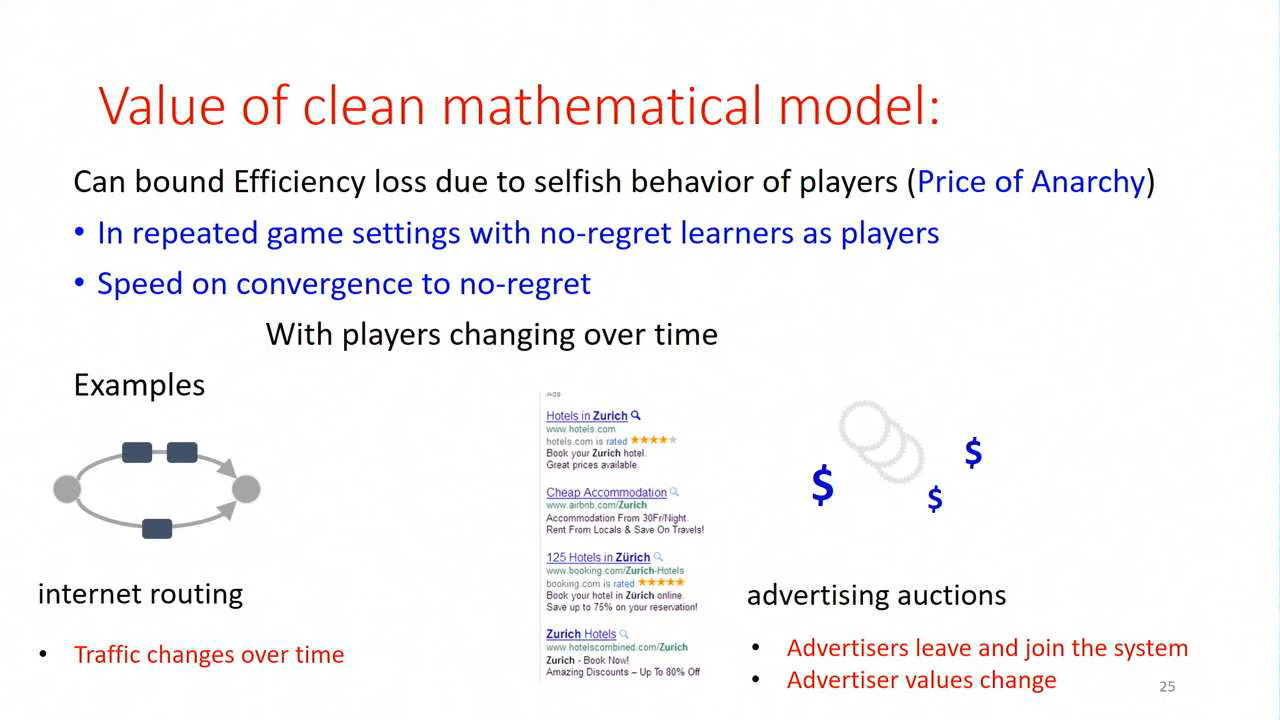 Value of clean mathematical model:
Can bound Efficiency loss due to selfish behavior of players (Price of Anarchy)
• In repeated game settings with no-regret learners as players
• Speed on convergence to no-regret
With players changing over time
Examples
Ads
Hotels in Zurich
www.hotels.com
hotels.com is rated ★★★★★
Book your Zurich hotel.
Great prices available.
Cheap Accommodation
www.airbnb.com/Zurich
Accommodation From 30Fr/Night.
Rent From Locals & Save On Travels!
125 Hotels in Zürich
www.booking.com/Zurich-Hotels
booking.com is rated ★★★★★
Book your hotel in Zürich online.
Save up to 75% on your reservation!
Zurich Hotels
www.hotelscombined.com/Zurich
Zurich - Book Now!
Amazing Discounts – Up To 80% Off
$
$
$
internet routing
• Traffic changes over time
advertising auctions
• Advertisers leave and join the system
• Advertiser values change
25